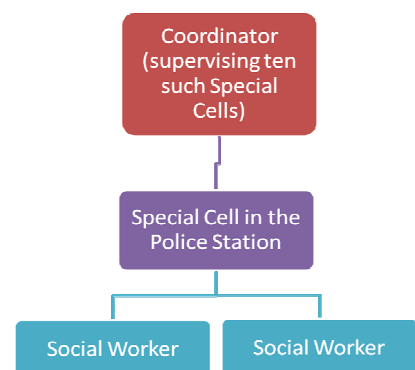 Coordinator
(supervising ten
such Special
Cells)
Special Cell in the
Police Station
Social Worker
Social Worker